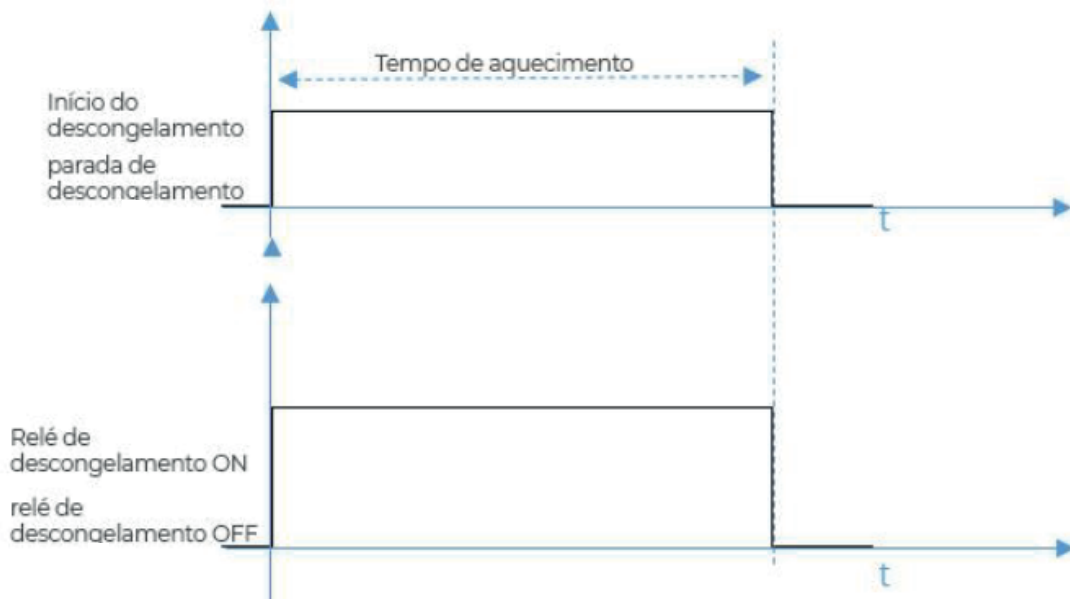 Tempo de aquecimento
Início do
descongelamento
parada de
descongelamento
t
Relé de
descongelamento ON
relé de
descongelamento OFF
t